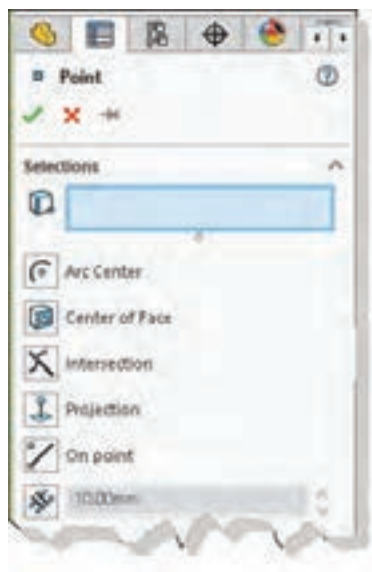 Point
Selections
Arc Center
Center of Face
Intersection
Projection
On point
10.00mm